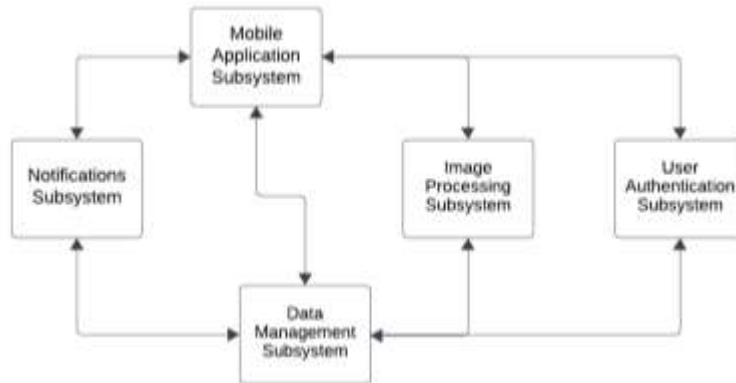 Mobile
Application
Subsystem
Notifications
Subsystem
Image
Processing
Subsystem
User
Authentication
Subsystem
Data
Management
Subsystem